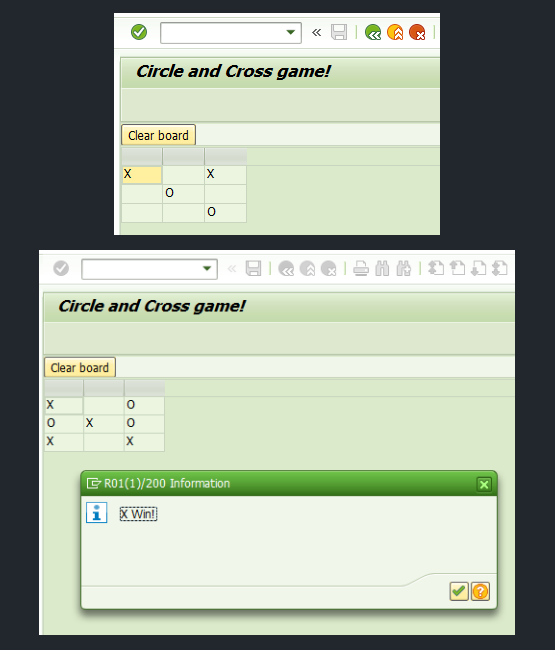 Circle and Cross game!
Clear board
X X
O
O
Circle and Cross game!
Clear board
X O
O X O
X X
R01(1)/200 Information
X Win!